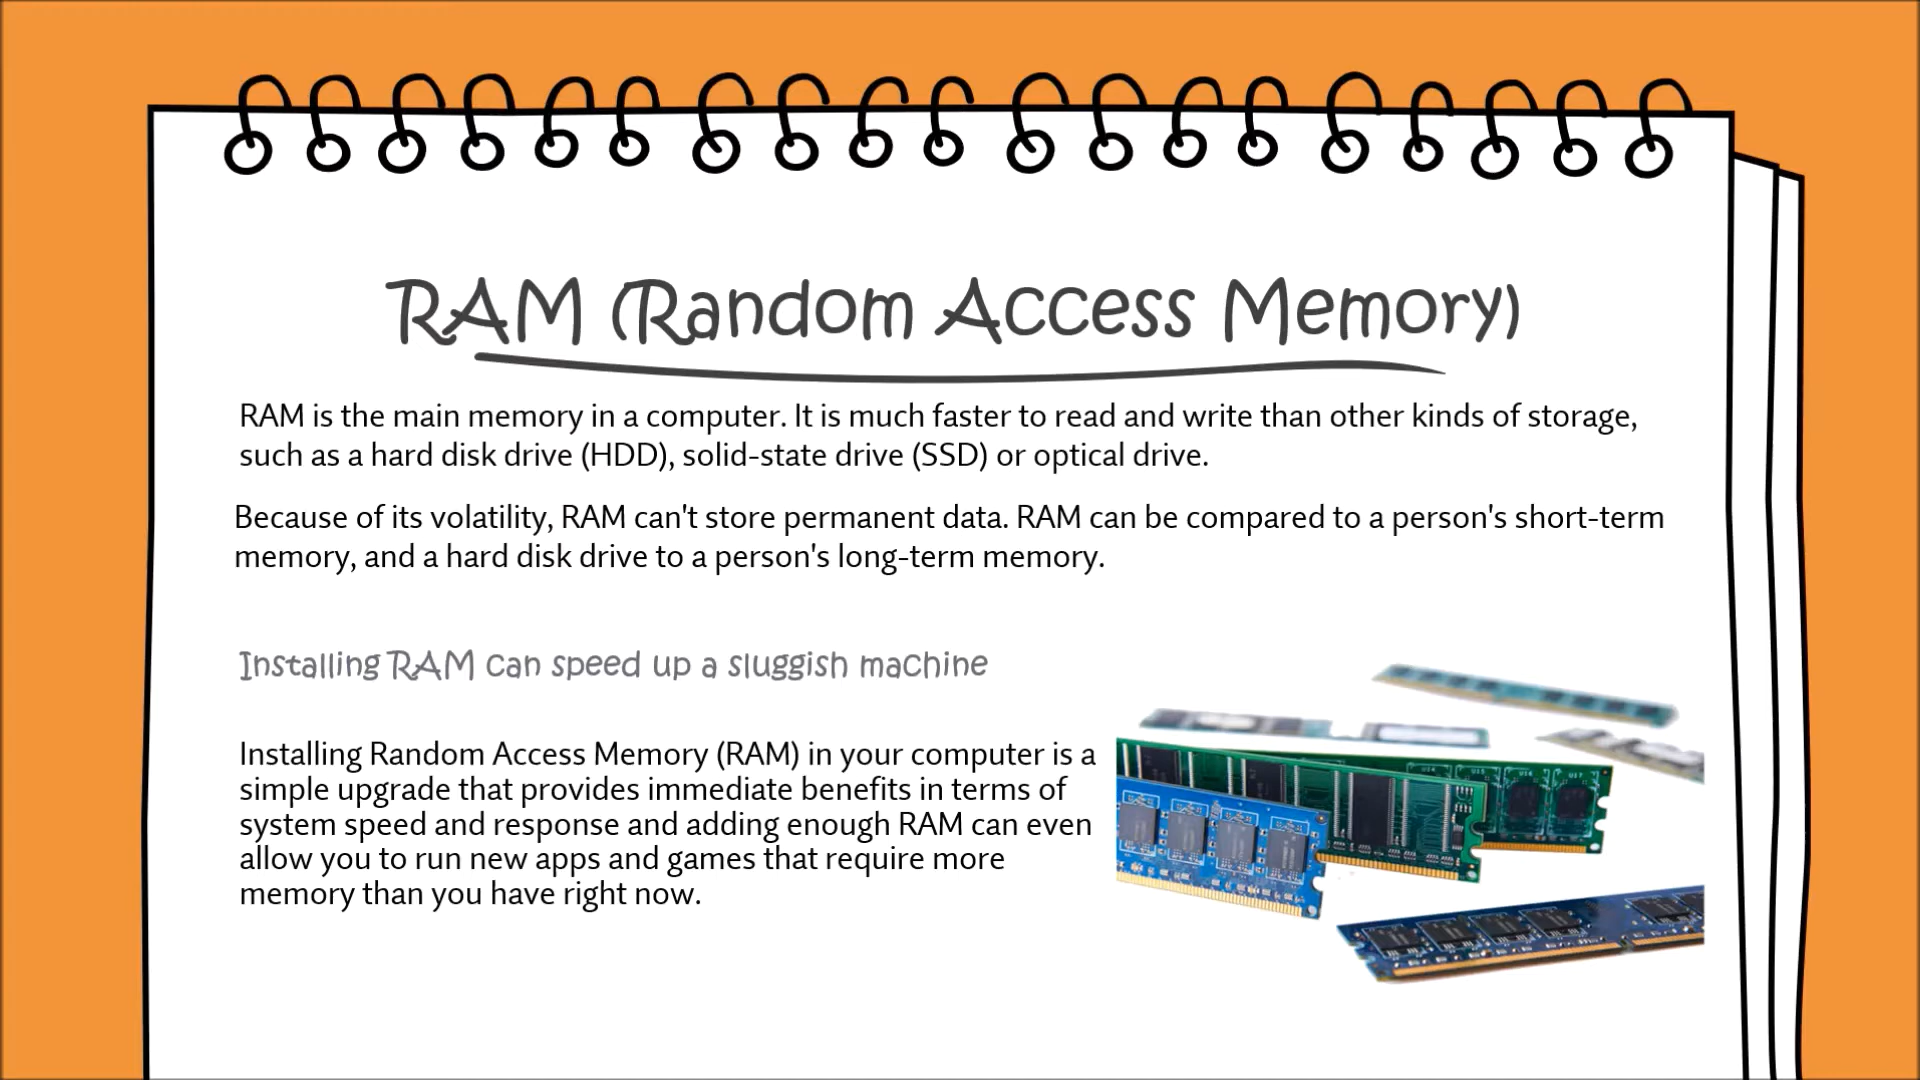 RAM (Random Access Memory)
RAM is the main memory in a computer. It is much faster to read and write than other kinds of storage,
such as a hard disk drive (HDD), solid-state drive (SSD) or optical drive.
Because of its volatility, RAM can't store permanent data. RAM can be compared to a person's short-term
memory, and a hard disk drive to a person's long-term memory.
Installing RAM can speed up a sluggish machine
Installing Random Access Memory (RAM) in your computer is a
simple upgrade that provides immediate benefits in terms of
system speed and response and adding enough RAM can even
allow you to run new apps and games that require more
memory than you have right now.